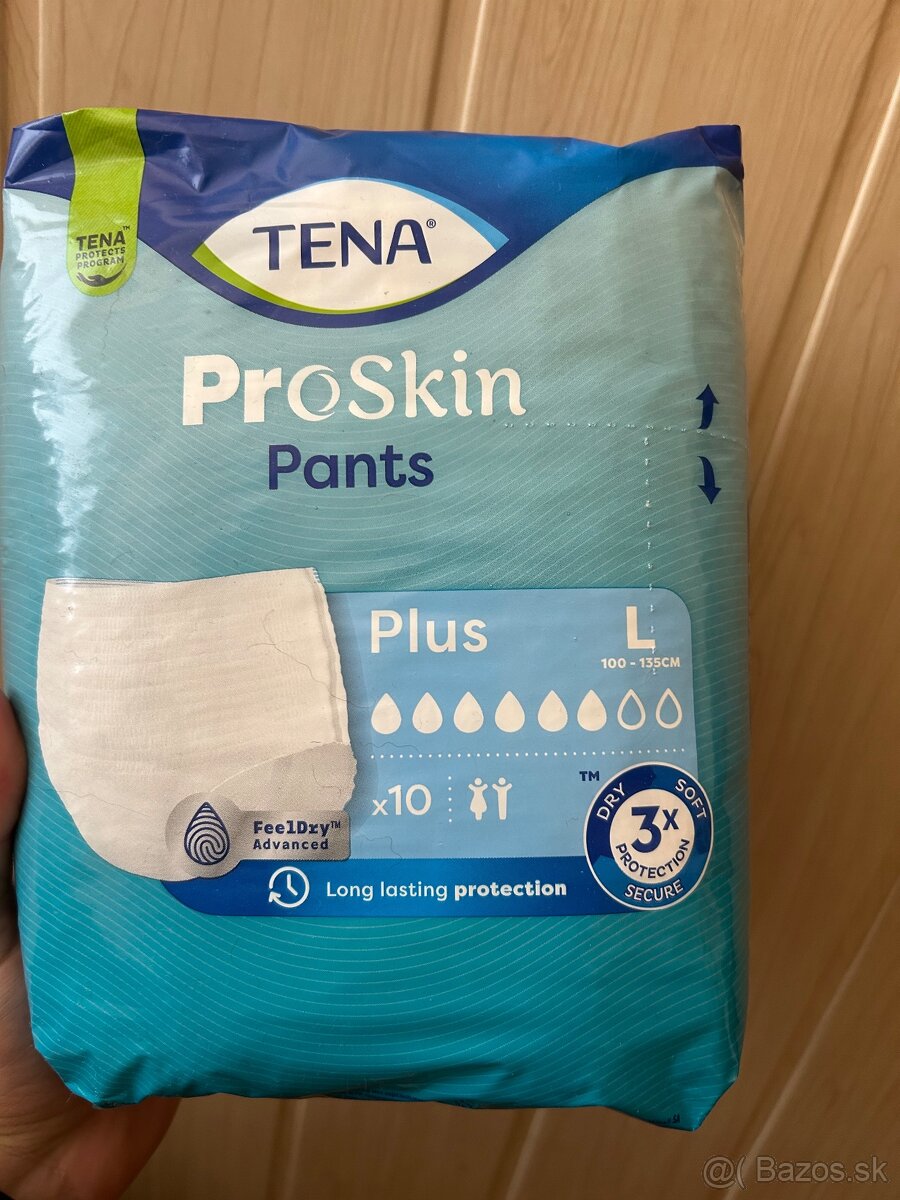 TENA®
TENA™
PROTECTS
PROGRAM
ProSkin
Pants
Plus
L
100 - 135CM
x10
FeelDry™
Advanced
Long lasting protection
™
DRY
SOFT
3x
PROTECTION
SECURE
@( Bazos.sk